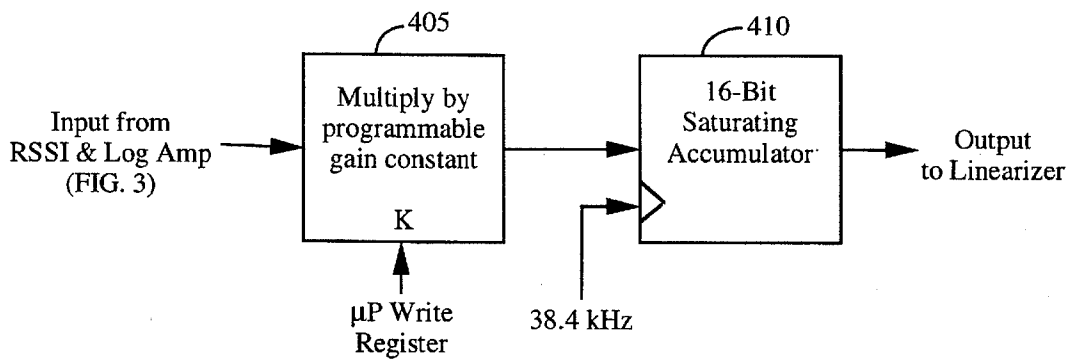 405
410
Multiply by
programmable
gain constant
K
16-Bit
Saturating
Accumulator
Input from
RSSI & Log Amp
(FIG. 3)
Output
to Linearizer
µP Write
Register
38.4 kHz